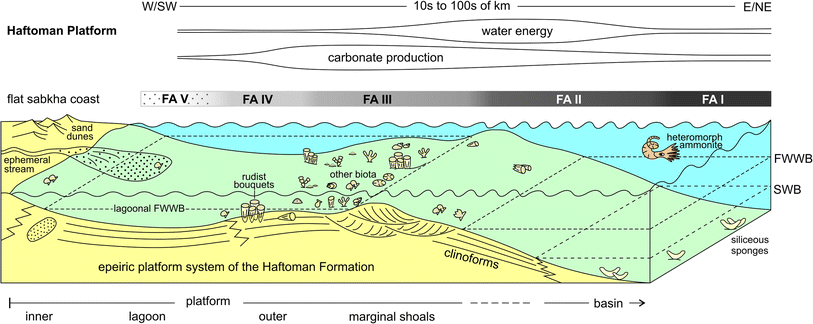 W/SW
10s to 100s of km
E/NE
Haftoman Platform
water energy
carbonate production
flat sabkha coast
FA V
FA IV
FA III
FA II
FA I
sand
dunes
ephemeral
stream
heteromorph
ammonite
FWWB
rudist
bouquets
other biota
SWB
lagoonal FWWB
siliceous
sponges
clinoforms
epeiric platform system of the Haftoman Formation
platform
basin
inner
lagoon
outer
marginal shoals